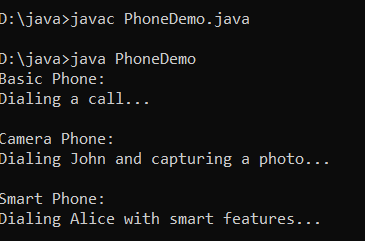 D:\java>javac PhoneDemo.java
D:\java>java PhoneDemo
Basic Phone:
Dialing a call...
Camera Phone:
Dialing John and capturing a photo...
Smart Phone:
Dialing Alice with smart features...